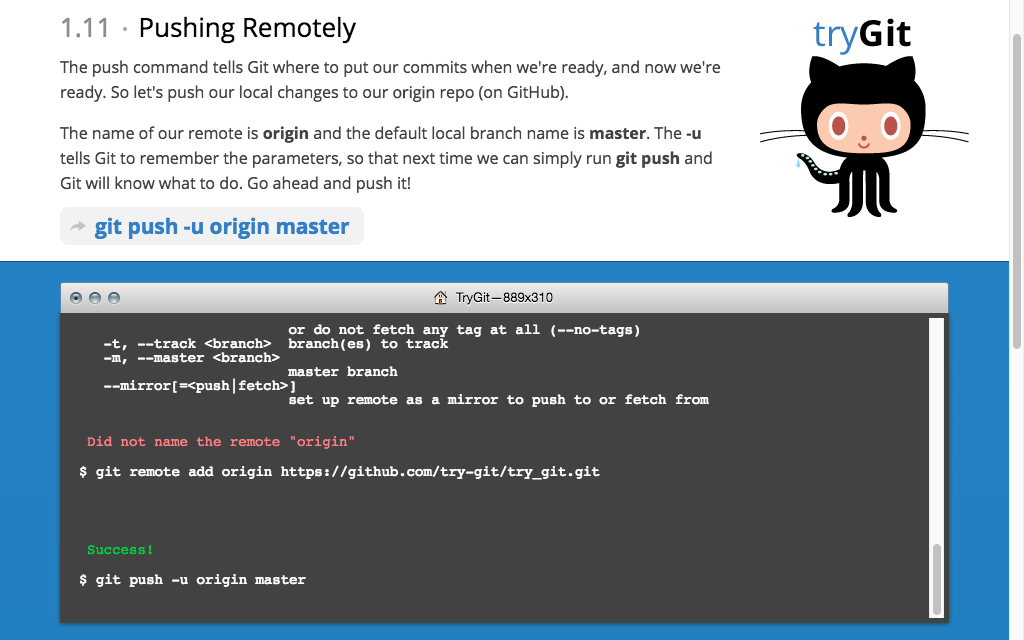 1.11 · Pushing Remotely
tryGit
The push command tells Git where to put our commits when we're ready, and now we're
ready. So let's push our local changes to our origin repo (on GitHub).
The name of our remote is origin and the default local branch name is master. The -u
tells Git to remember the parameters, so that next time we can simply run git push and
Git will know what to do. Go ahead and push it!
git push -u origin master
TryGit—889x310
or do not fetch any tag at all (--no-tags)
-t, --track <branch>  branch(es) to track
-m, --master <branch>
master branch
--mirror[=<push|fetch>]
set up remote as a mirror to push to or fetch from
Did not name the remote "origin"
$ git remote add origin https://github.com/try-git/try_git.git
Success!
$ git push -u origin master